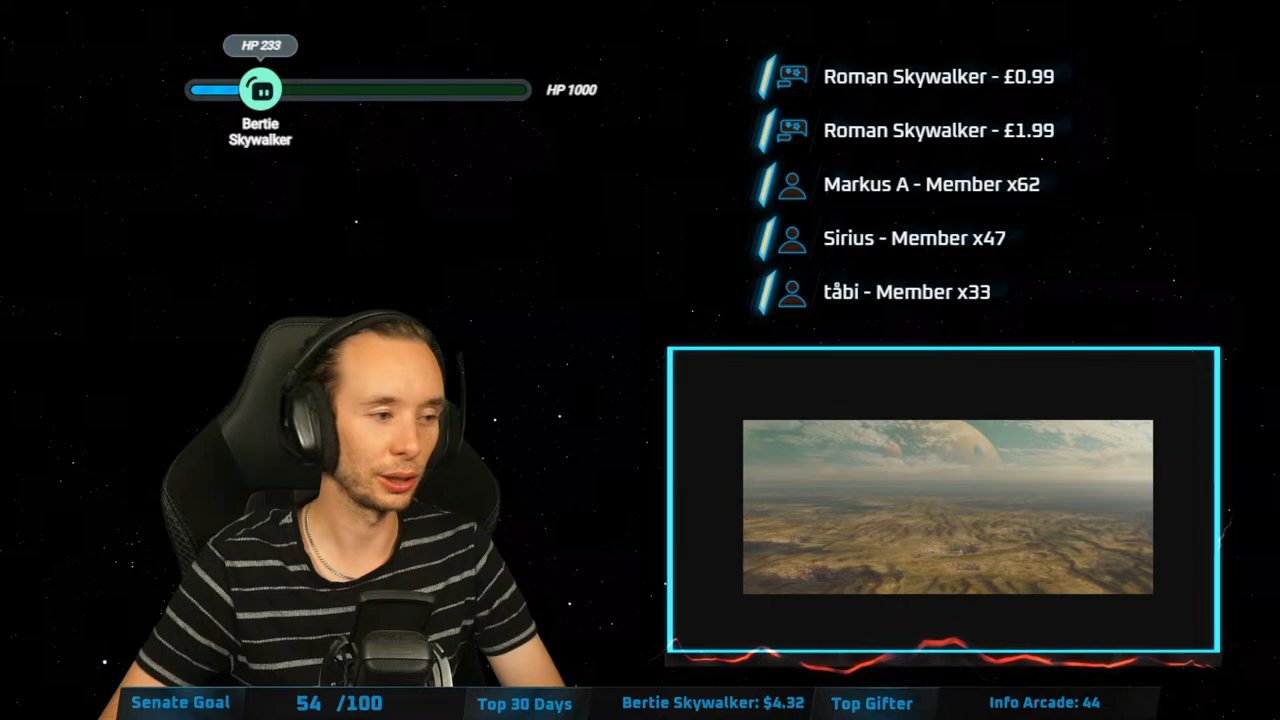 HP 233
HP 1000
Bertie
Skywalker
Roman Skywalker - £0.99
Roman Skywalker - £1.99
Markus A - Member x62
Sirius - Member x47
tåbi - Member x33
Senate Goal
54 /100
Top 30 Days
Bertie Skywalker: $4.32
Top Gifter
Info Arcade: 44